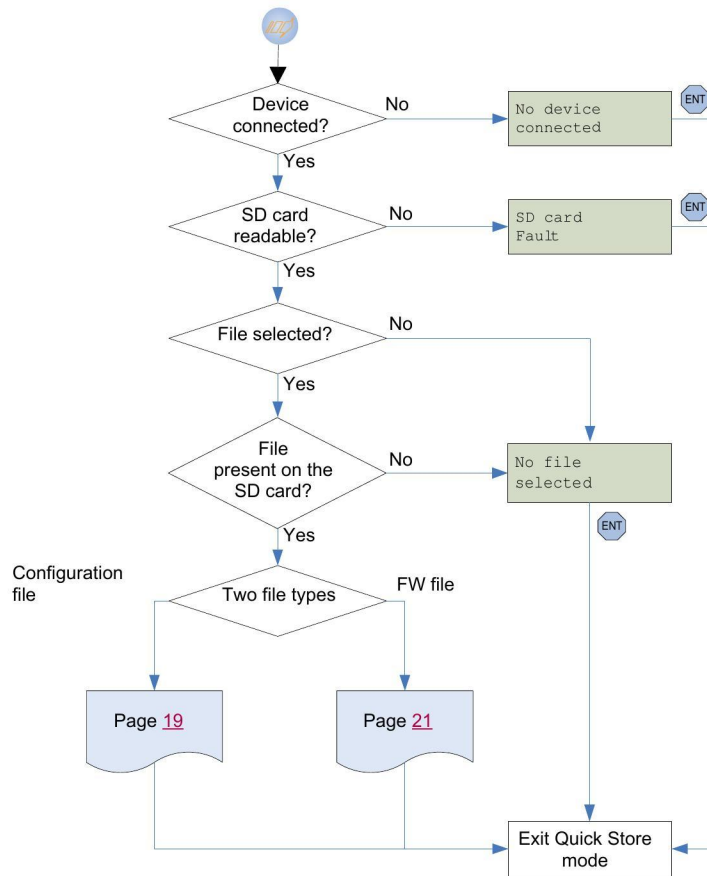 Device
connected?
No
No device
connected
ENT
Yes
SD card
readable?
No
SD card
Fault
ENT
Yes
File selected?
No
Yes
File
present on the
SD card?
No
No file
selected
ENT
Yes
Configuration
file
Two file types
FW file
Page 19
Page 21
Exit Quick Store
mode